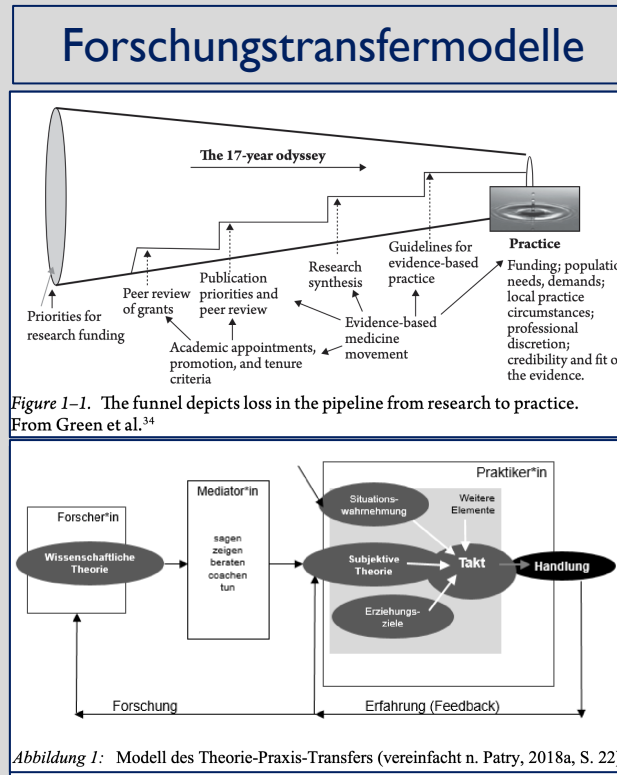 Forschungstransfermodelle
The 17-year odyssey
Priorities for
research funding
Peer review
of grants
Publication
priorities and
peer review
Academic appointments,
promotion, and tenure
criteria
Research
synthesis
Evidence-based
medicine
movement
Guidelines for
evidence-based
practice
Practice
Funding;
needs, demands;
local practice
circumstances;
professional
discretion;
credibility and fit
the evidence.
Figure 1–1. The funnel depicts loss in the pipeline from research to practice.
From Green et al.34
Forscher*in
Wissenschaftliche
Theorie
Mediator*in
sagen
zeigen
beraten
coachen
tun
Praktiker*in
Situations-
wahrnehmung
Weitere
Elemente
Subjektive
Theorie
Takt
Handlung
Erziehungs-
ziele
Forschung
Erfahrung (Feedback)
Abbildung 1: Modell des Theorie-Praxis-Transfers (vereinfacht n. Patry, 2018a, S. 22